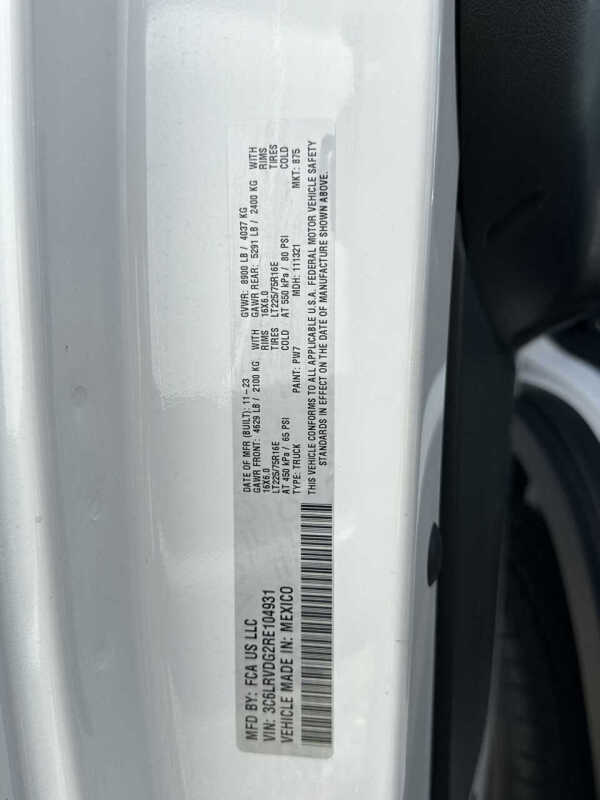 MFD BY: FCA US LLC
DATE OF MFR (BUILT): 11-23 GVWR: 8900 LB / 4037 KG
GAWR FRONT: 4629 LB / 2100 KG WITH GAWR REAR: 5291 LB / 2400 KG WITH
16X6.0 RIMS 16X6.0 RIMS
LT225/75R16E TIRES LT225/75R16E TIRES
AT 450 kPa / 65 PSI COLD AT 550 kPa / 80 PSI COLD
VIN: 3C6LRVDG2RE104931 TYPE: TRUCK PAINT: PW7 MDH: 111321 MKT: 875
VEHICLE MADE IN: MEXICO
THIS VEHICLE CONFORMS TO ALL APPLICABLE U.S.A. FEDERAL MOTOR VEHICLE SAFETY
STANDARDS IN EFFECT ON THE DATE OF MANUFACTURE SHOWN ABOVE.